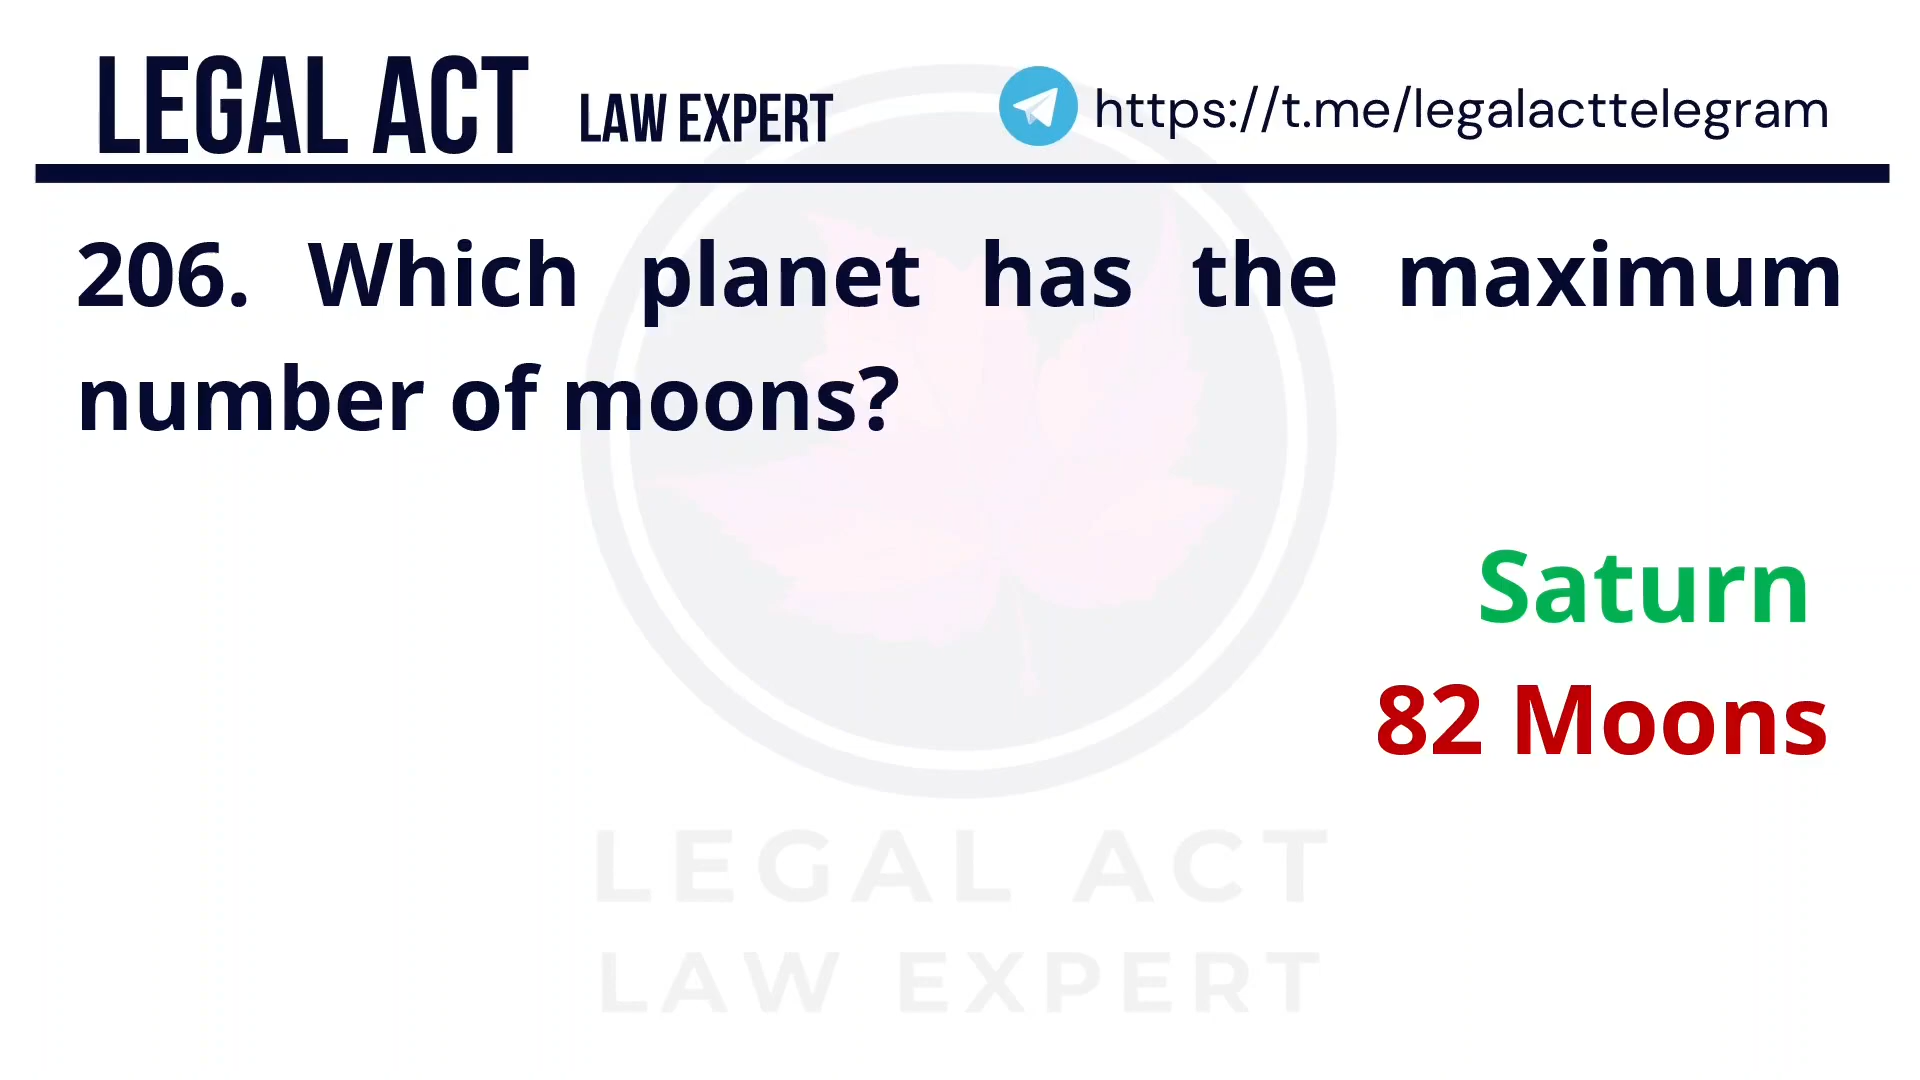 LEGAL ACT LAW EXPERT https://t.me/legalacttelegram
206. Which planet has the maximum
number of moons?
Saturn
82 Moons
LEGAL ACT
LAW EXPERT